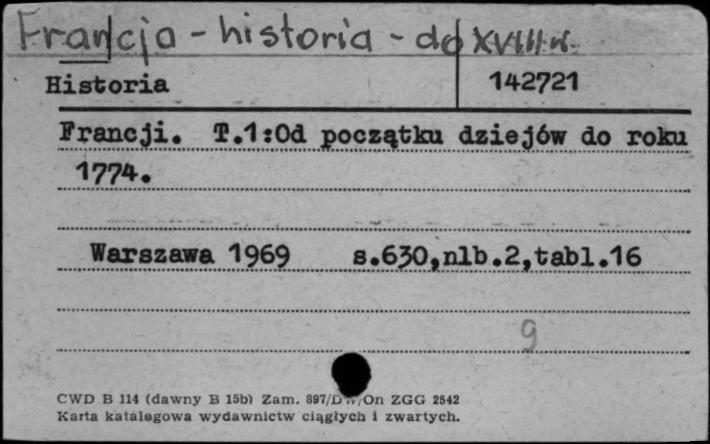 Francja - historia - do XVIII w.
Historia 142721
Francji. T.1:Od początku dziejów do roku
1774.
Warszawa 1969 s.630,nlb.2,tabl.16
9
CWD B 114 (dawny B 15b) Zam. 897/DW/On ZGG 2542
Karta katalogowa wydawnictw ciągłych i zwartych.